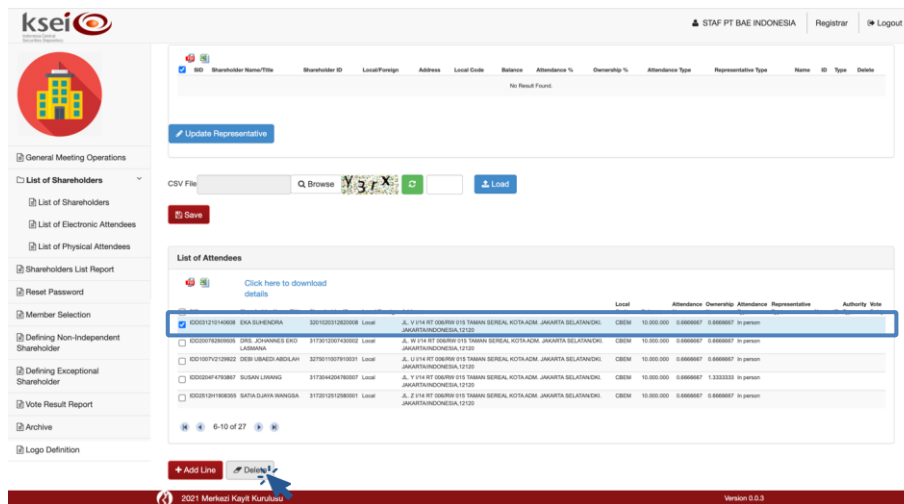 ksei
Indonesia Central
Securities Depository
STAF PT BAE INDONESIA
Registrar
Logout
SID Shareholder Name/Title Shareholder ID Local/Foreign Address Local Code Balance Attendance % Ownership % Attendance Type Representative Type Name ID Type Delete
No Result Found.
Update Representative
General Meeting Operations
List of Shareholders
List of Shareholders
List of Electronic Attendees
List of Physical Attendees
Shareholders List Report
Reset Password
Member Selection
Defining Non-Independent
Shareholder
Defining Exceptional
Shareholder
Vote Result Report
Archive
Logo Definition
CSV File
Browse
Y 3 r X
Load
Save
List of Attendees
Click here to download
details
Local Attendance Ownership Attendance Representative Authority Vote
IDD031210140608 EKA SUHENDRA 3201020312820008 Local JL. V I/14 RT 006/RW 015 TAMAN SEREAL KOTA ADM. JAKARTA SELATAN/DKI. CBEM 10.000.000 0.6666667 0.6666667 In person
JAKARTA/INDONESIA,12120
IDD200782805605 DRS. JOHANNES EKO 3173012007430002 Local JL. W I/14 RT 006/RW 015 TAMAN SEREAL KOTA ADM. JAKARTA SELATAN/DKI. CBEM 10.000.000 0.6666667 0.6666667 In person
LASMANA JAKARTA/INDONESIA,12120
IDD1007V2129822 DEBI UBAEDI ABDILAH 3275011007910031 Local JL. U I/14 RT 006/RW 015 TAMAN SEREAL KOTA ADM. JAKARTA SELATAN/DKI. CBEM 10.000.000 0.6666667 0.6666667 In person
JAKARTA/INDONESIA,12120
IDD0204F4793867 SUSAN LIWANG 3173044204760007 Local JL. Y I/14 RT 006/RW 015 TAMAN SEREAL KOTA ADM. JAKARTA SELATAN/DKI. CBEM 10.000.000 0.6666667 1.3333333 In person
JAKARTA/INDONESIA,12120
IDD2512H1908355 SATIA DJAYA WANGSA 3172012512580001 Local JL. Z I/14 RT 006/RW 015 TAMAN SEREAL KOTA ADM. JAKARTA SELATAN/DKI. CBEM 10.000.000 0.6666667 0.6666667 In person
JAKARTA/INDONESIA,12120
6-10 of 27
Add Line
Delete
2021 Merkezi Kayit Kurulusu
Version 0.0.3